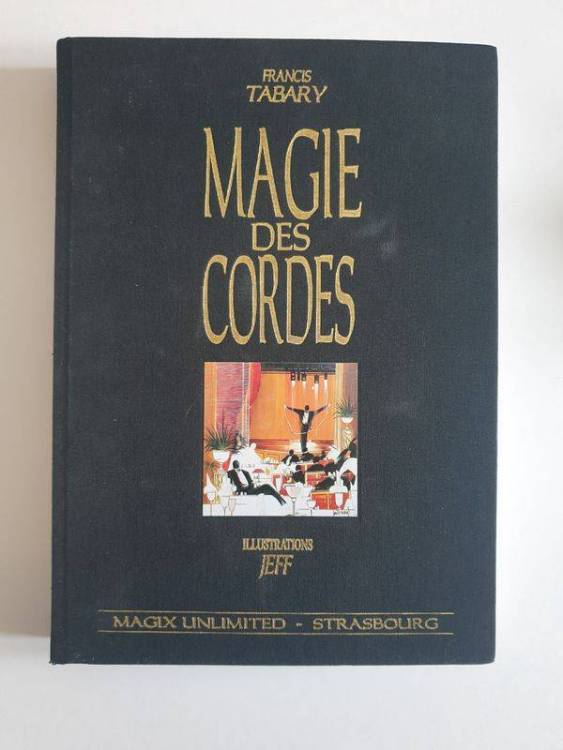 FRANCIS
TABARY
MAGIE
DES
CORDES
ILLUSTRATIONS
JEFF
MAGIX UNLIMITED - STRASBOURG